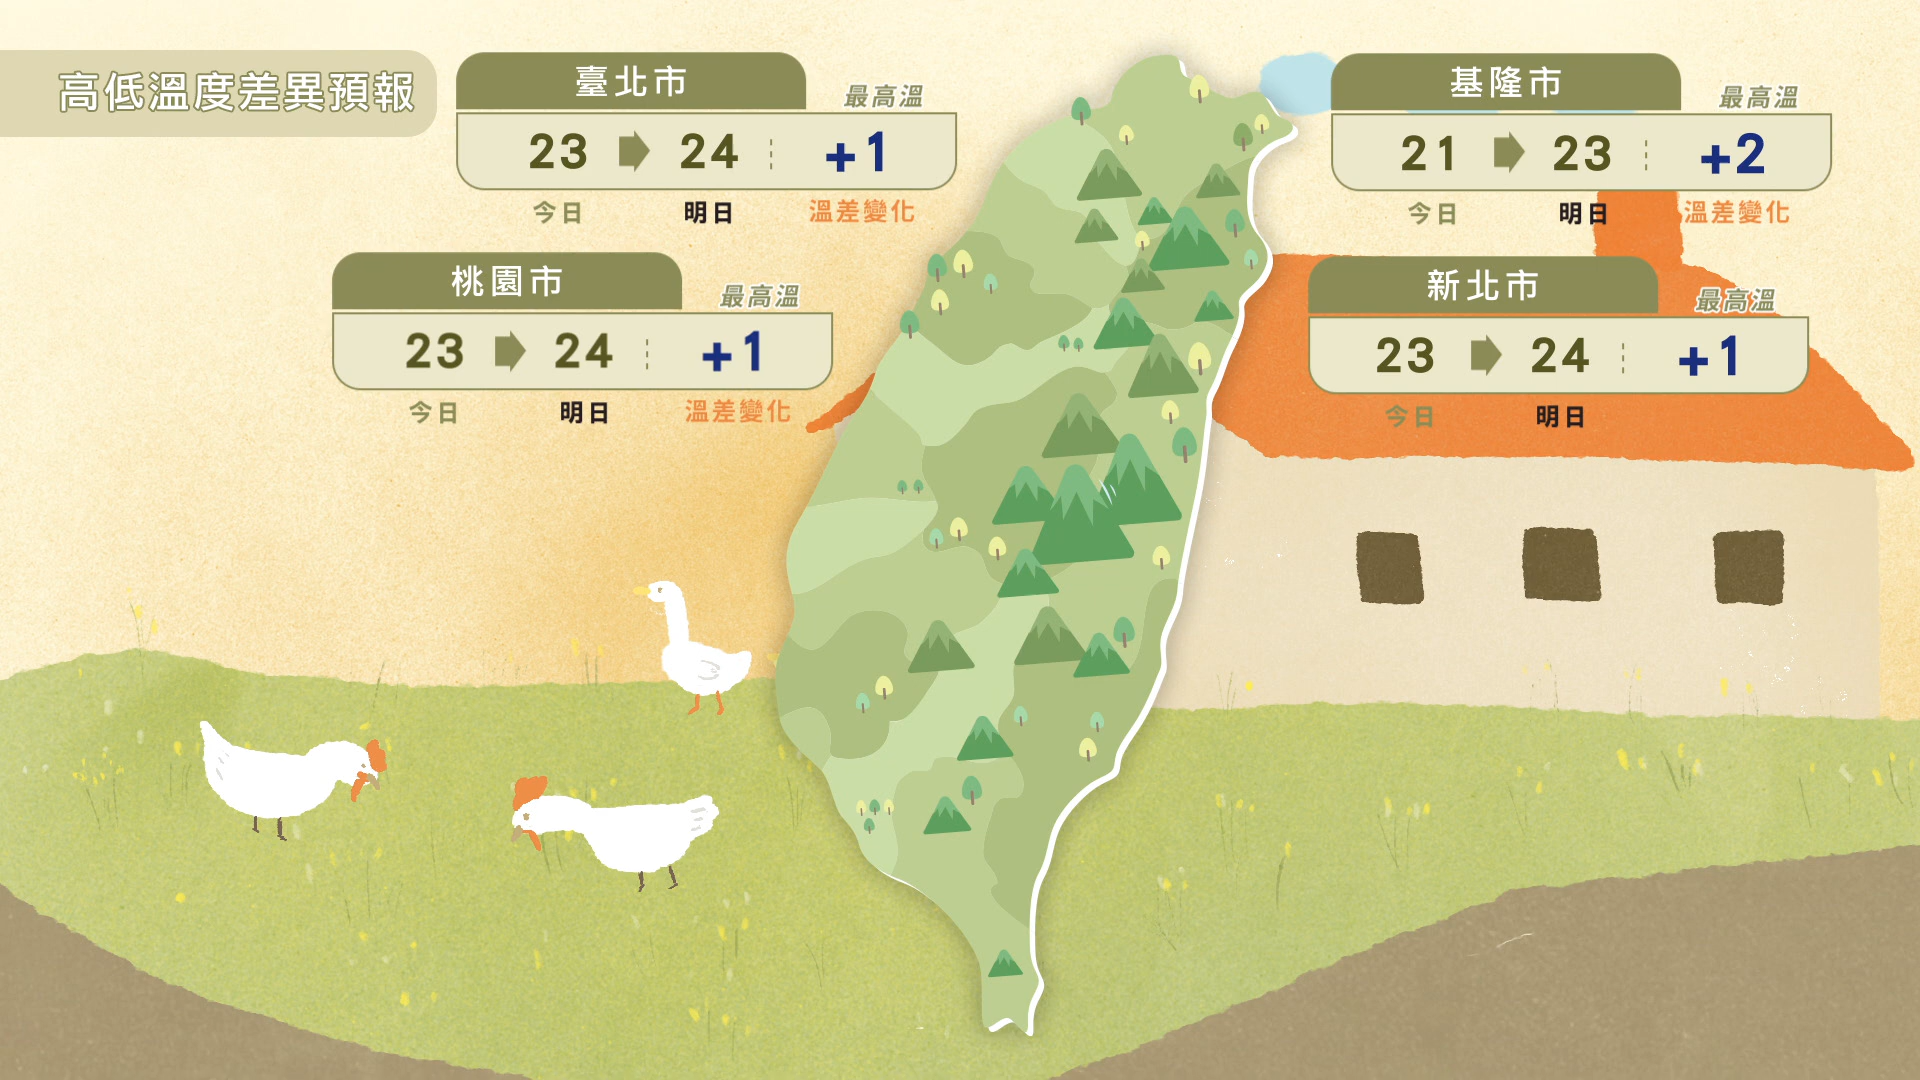 高低溫度差異預報
臺北市
最高溫
23 24 +1
今日 明日 溫差變化
基隆市
最高溫
21 23 +2
今日 明日 溫差變化
桃園市
最高溫
23 24 +1
今日 明日 溫差變化
新北市
最高溫
23 24 +1
今日 明日